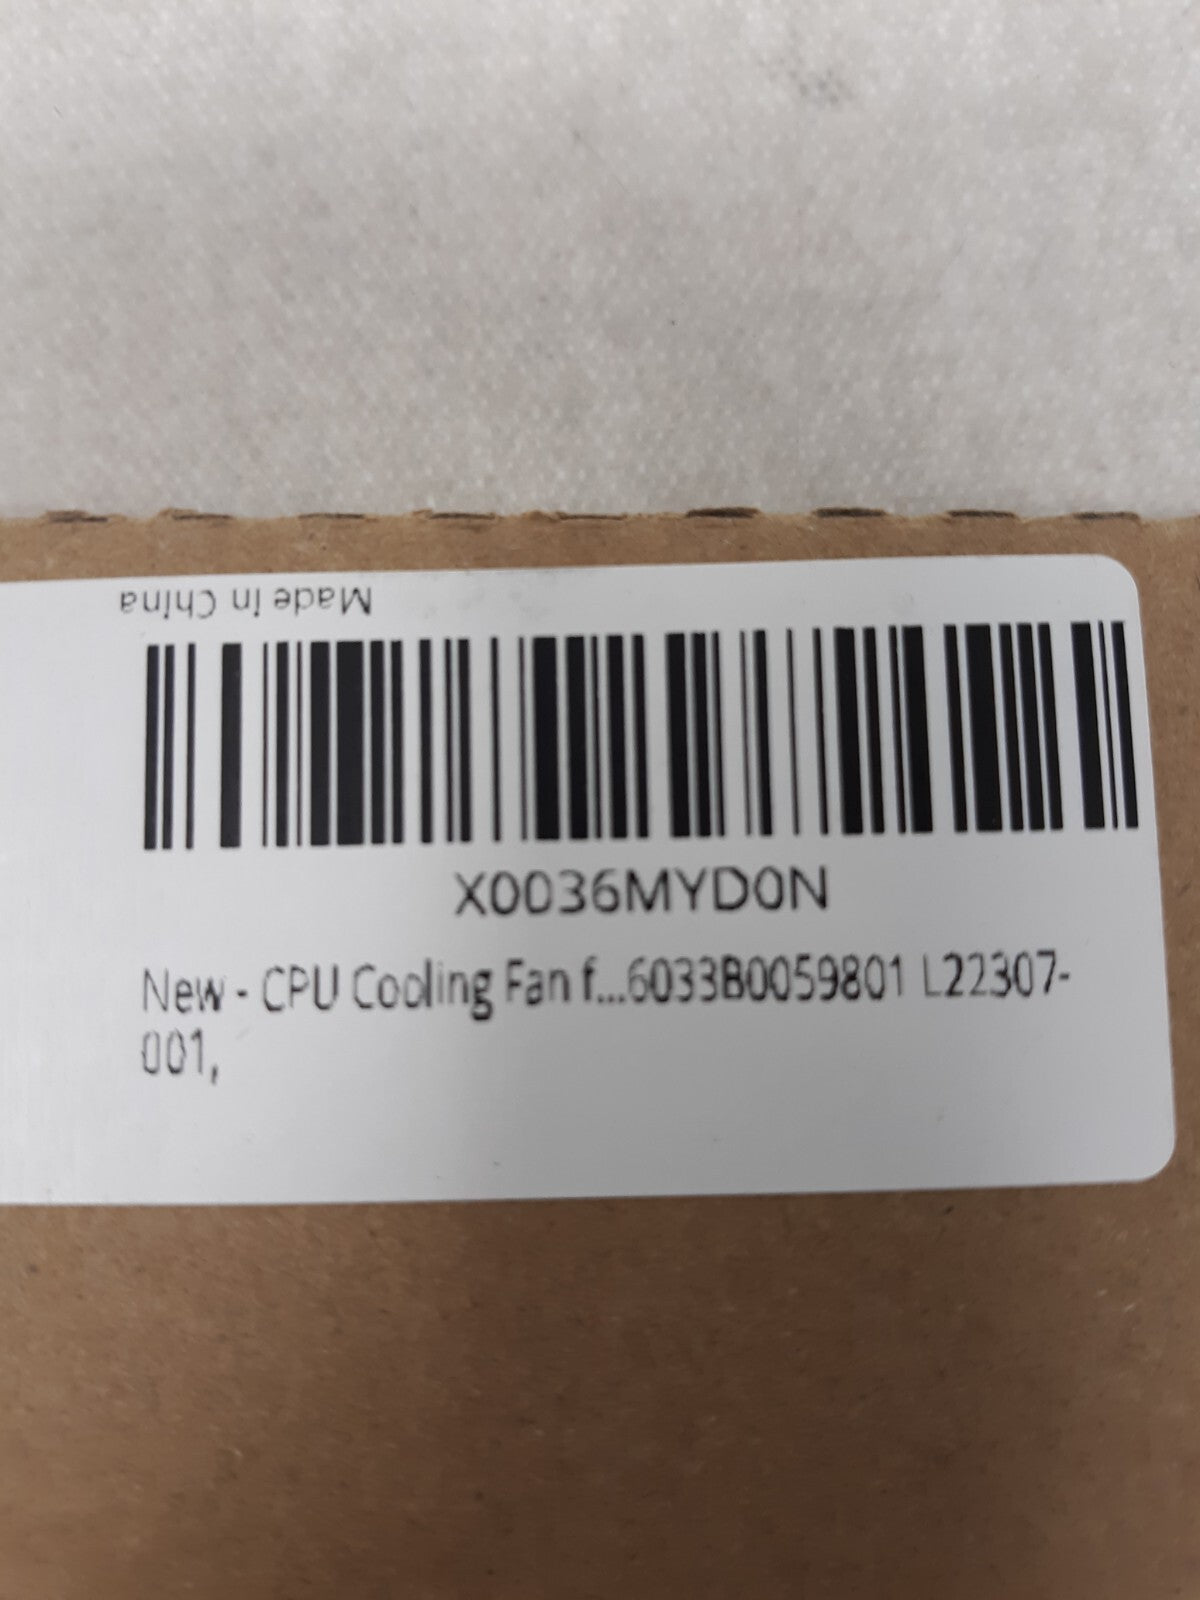 Made in China
X0036MYD0N
New - CPU Cooling Fan f...6033B0059801 L22307-
001,